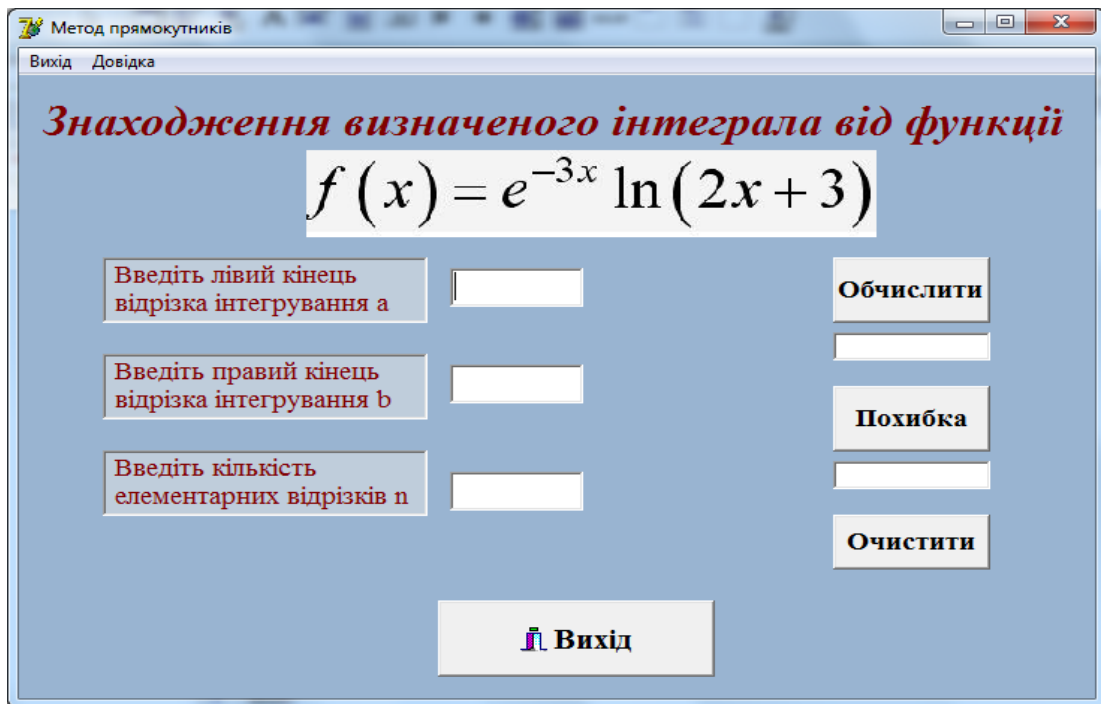 Метод прямокутників
Вихід Довідка
Знаходження визначеного інтеграла від функції
f (x) = e^{-3x} ln(2x + 3)
Введіть лівий кінець
відрізка інтегрування a
Обчислити
Введіть правий кінець
відрізка інтегрування b
Похибка
Введіть кількість
елементарних відрізків n
Очистити
Вихід